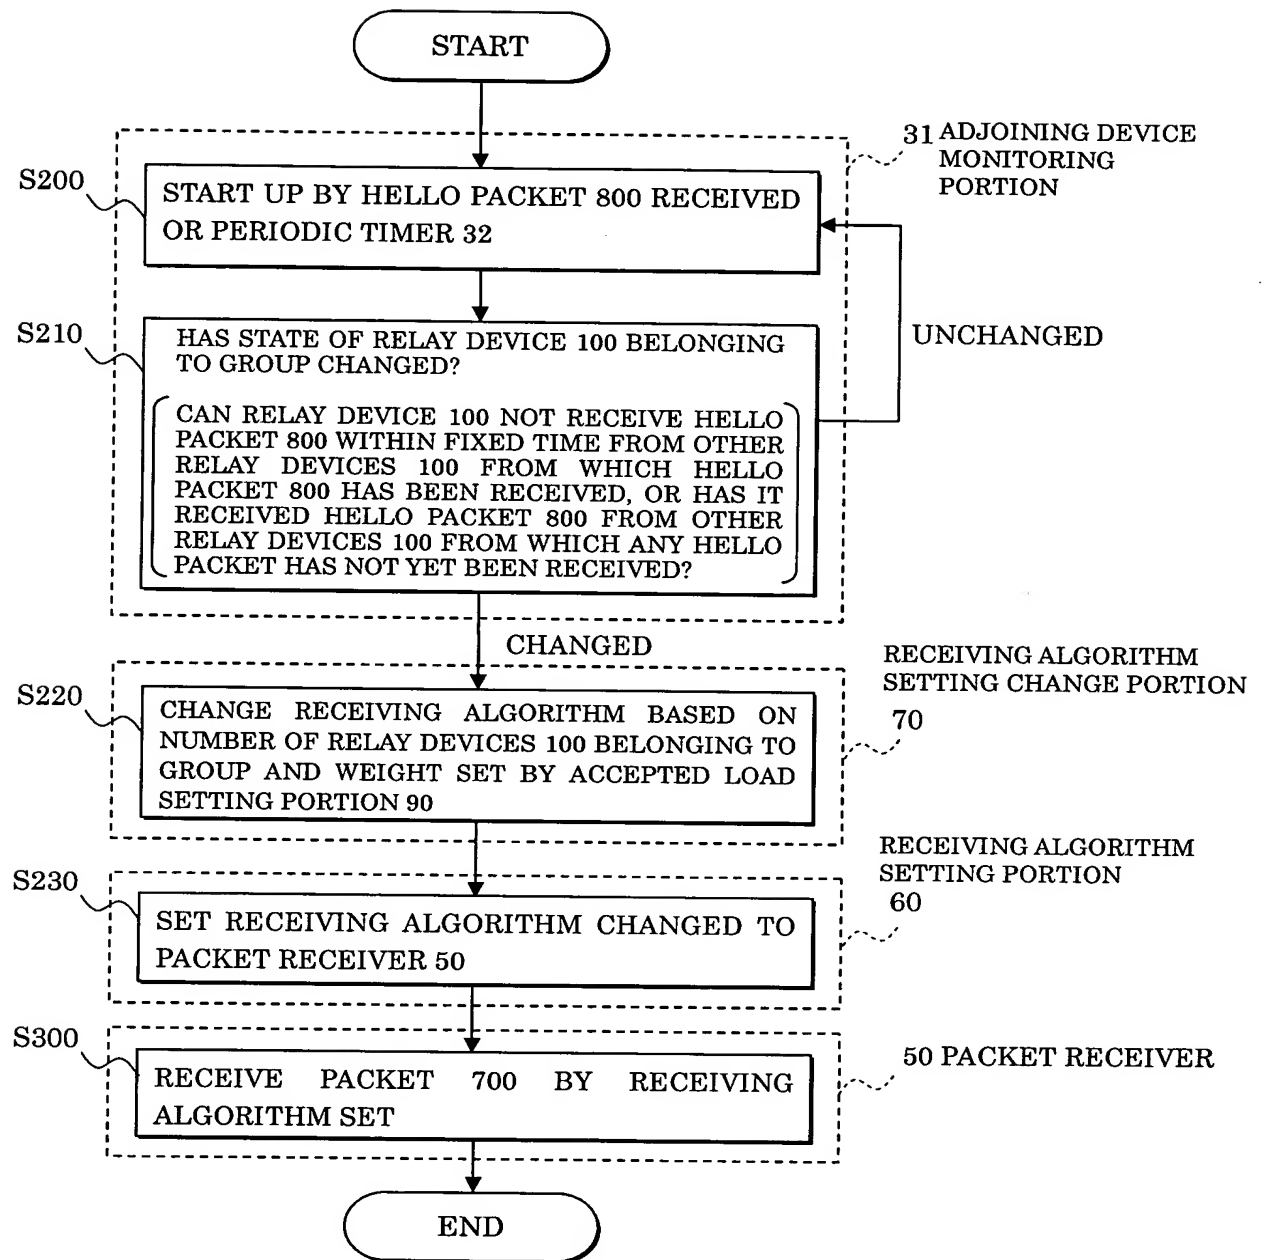 START
31 ADJOINING DEVICE
MONITORING
PORTION
S200
START UP BY HELLO PACKET 800 RECEIVED
OR PERIODIC TIMER 32
S210
HAS STATE OF RELAY DEVICE 100 BELONGING
TO GROUP CHANGED?
CAN RELAY DEVICE 100 NOT RECEIVE HELLO
PACKET 800 WITHIN FIXED TIME FROM OTHER
RELAY DEVICES 100 FROM WHICH HELLO
PACKET 800 HAS BEEN RECEIVED, OR HAS IT
RECEIVED HELLO PACKET 800 FROM OTHER
RELAY DEVICES 100 FROM WHICH ANY HELLO
PACKET HAS NOT YET BEEN RECEIVED?
UNCHANGED
CHANGED
RECEIVING ALGORITHM
SETTING CHANGE PORTION
70
S220
CHANGE RECEIVING ALGORITHM BASED ON
NUMBER OF RELAY DEVICES 100 BELONGING TO
GROUP AND WEIGHT SET BY ACCEPTED LOAD
SETTING PORTION 90
RECEIVING ALGORITHM
SETTING PORTION
60
S230
SET RECEIVING ALGORITHM CHANGED TO
PACKET RECEIVER 50
S300
RECEIVE PACKET 700 BY RECEIVING
ALGORITHM SET
50 PACKET RECEIVER
END